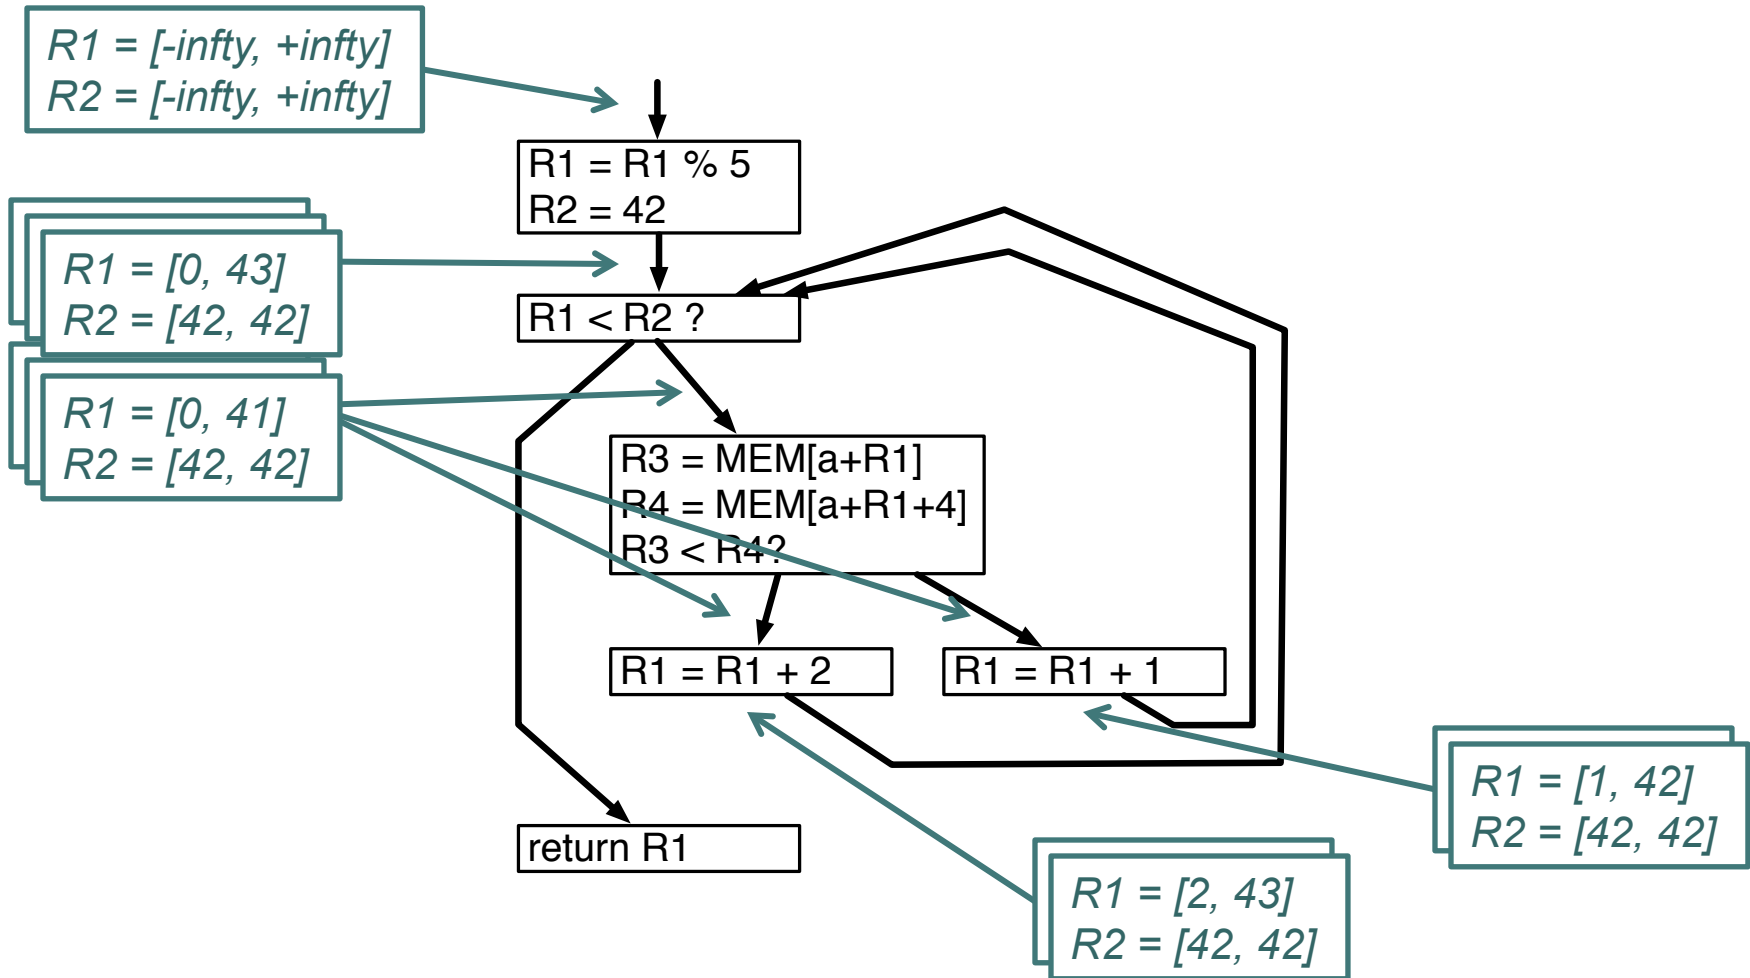 R1 = [-infty, +infty]
R2 = [-infty, +infty]
R1 = R1 % 5
R2 = 42
R1 = [0, 43]
R2 = [42, 42]
R1 < R2 ?
R1 = [0, 41]
R2 = [42, 42]
R3 = MEM[a+R1]
R4 = MEM[a+R1+4]
R3 < R4?
R1 = R1 + 2
R1 = R1 + 1
R1 = [1, 42]
R2 = [42, 42]
return R1
R1 = [2, 43]
R2 = [42, 42]